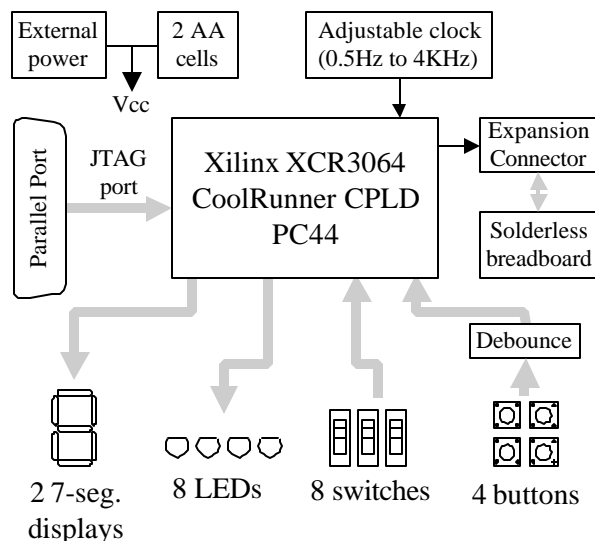 External
power
2 AA
cells
Vcc
Adjustable clock
(0.5Hz to 4KHz)
Parallel Port
JTAG
port
Xilinx XCR3064
CoolRunner CPLD
PC44
Expansion
Connector
Solderless
breadboard
Debounce
2 7-seg.
displays
8 LEDs
8 switches
4 buttons